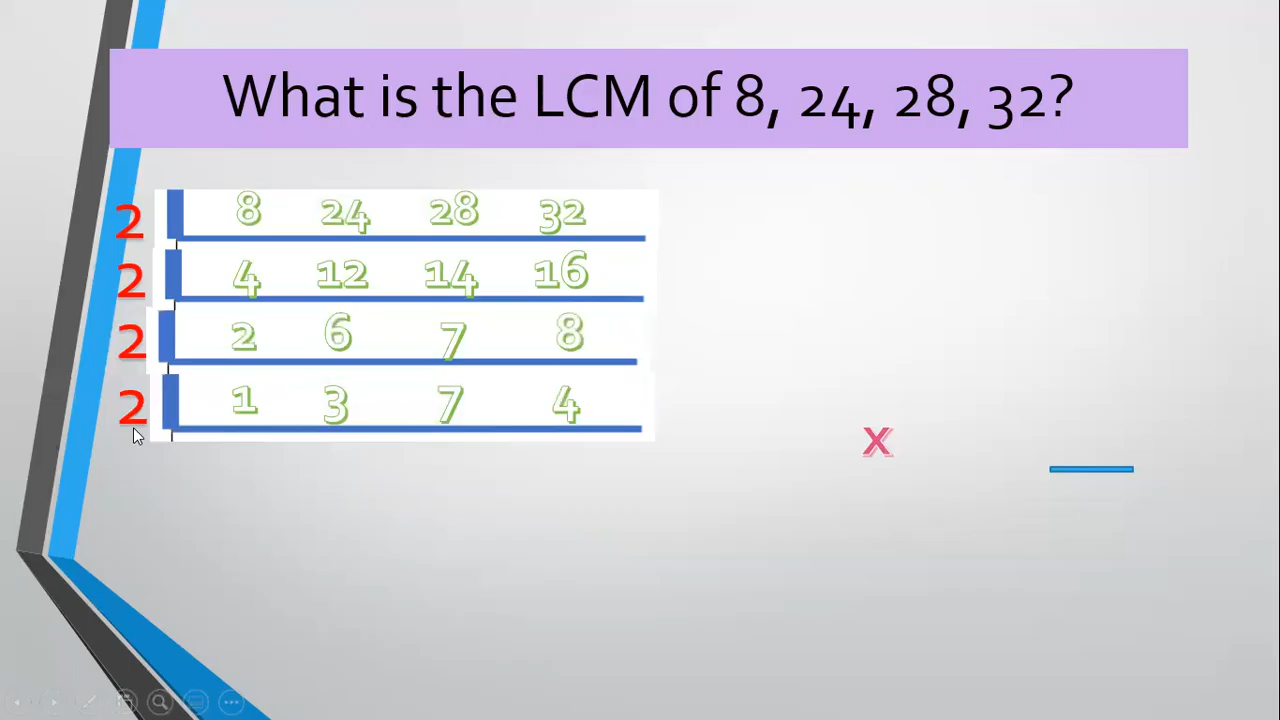 What is the LCM of 8, 24, 28, 32?
2 8 24 28 32
2 4 12 14 16
2 2 6 7 8
2 1 3 7 4
x